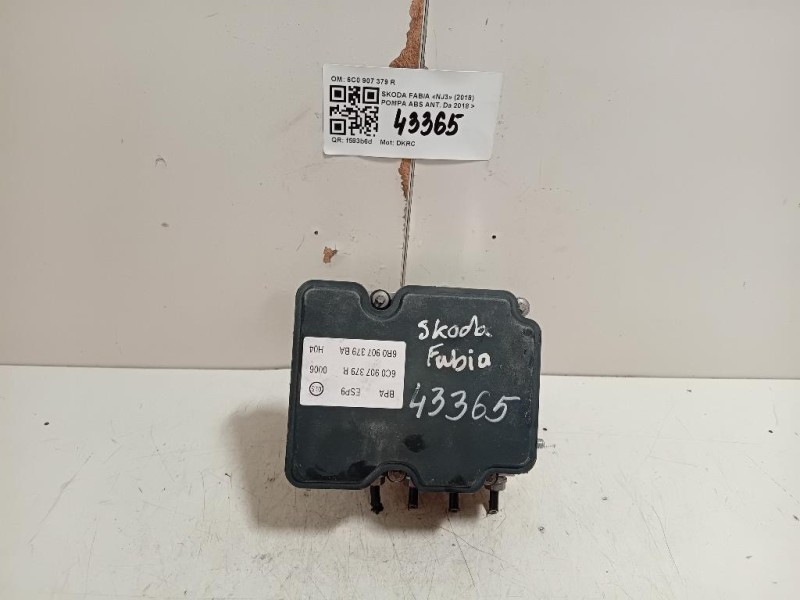 OM: 6C0 907 379 R
SKODA FABIA «NJ3» (2018)
POMPA ABS ANT. Da 2018 >
43365
QR: 1593b6d Mot: DKRC
Skoda
Fabia
43365
BPA ESP9
6C0 907 379 R 0006
6R0 907 379 BA H04